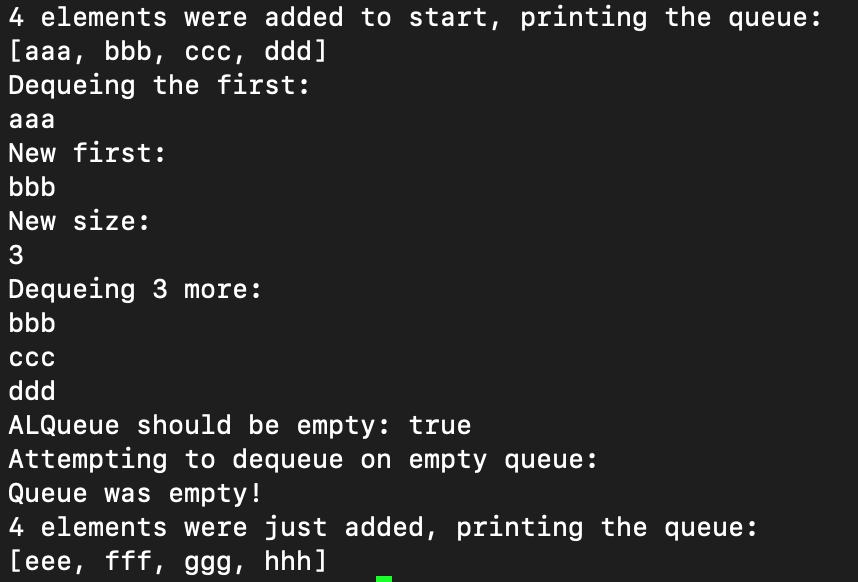 4 elements were added to start, printing the queue:
[aaa, bbb, ccc, ddd]
Dequeing the first:
aaa
New first:
bbb
New size:
3
Dequeing 3 more:
bbb
ccc
ddd
ALQueue should be empty: true
Attempting to dequeue on empty queue:
Queue was empty!
4 elements were just added, printing the queue:
[eee, fff, ggg, hhh]